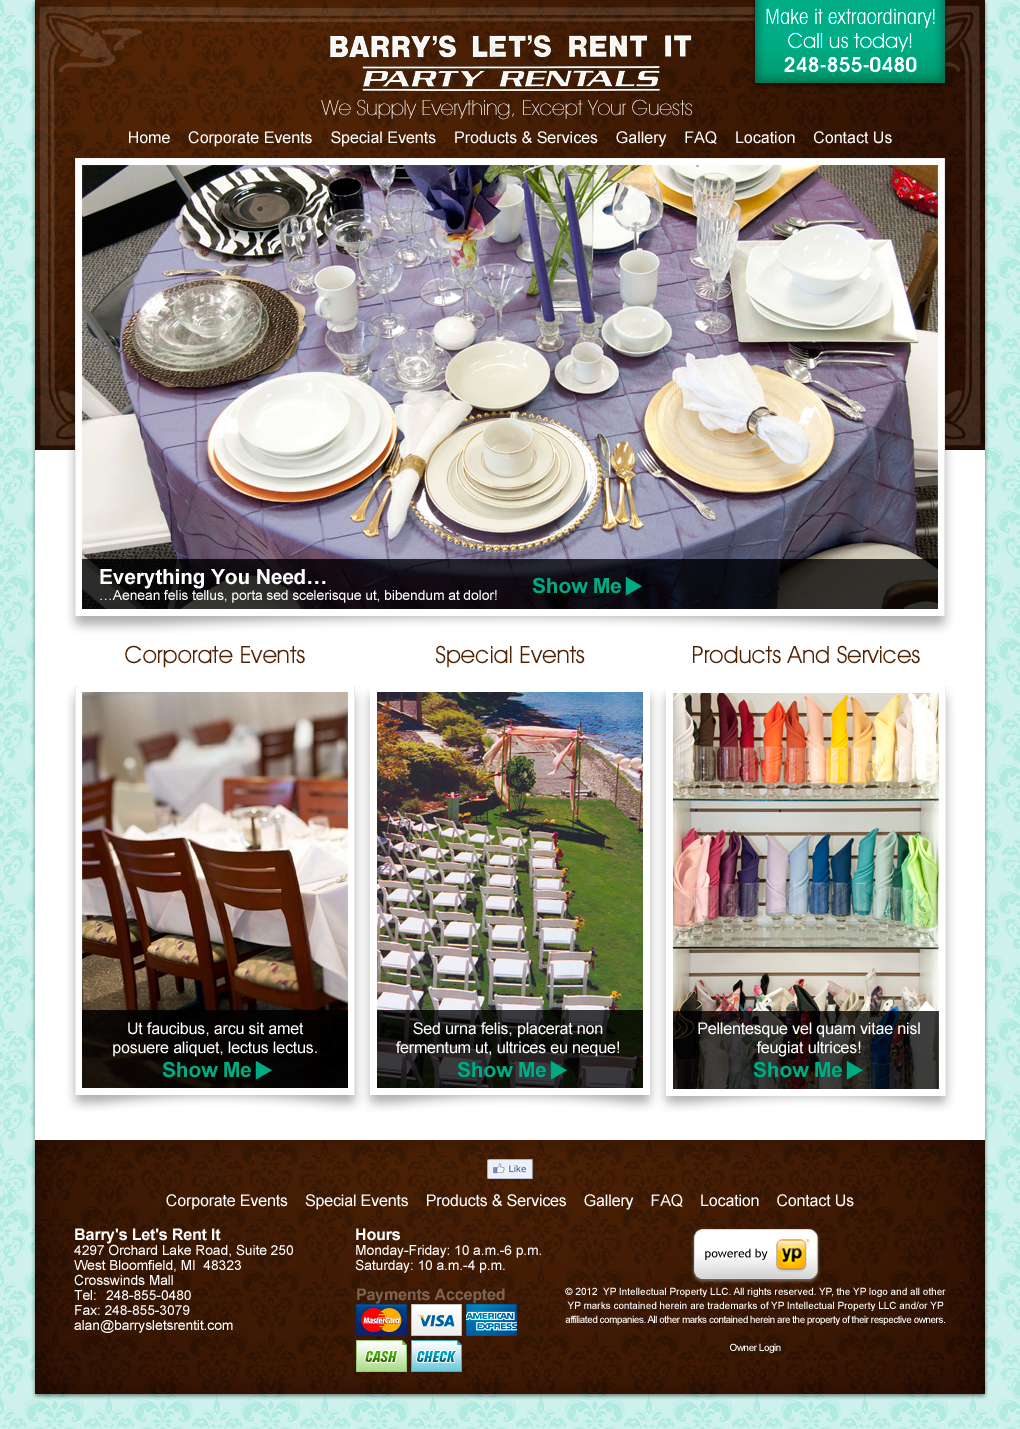 Make it extraordinary!
Call us today!
248-855-0480
BARRY'S LET'S RENT IT
PARTY RENTALS
We Supply Everything, Except Your Guests
Home Corporate Events Special Events Products & Services Gallery FAQ Location Contact Us
Everything You Need...
...Aenean felis tellus, porta sed scelerisque ut, bibendum at dolor!
Show Me
Corporate Events Special Events Products And Services
Ut faucibus, arcu sit amet
posuere aliquet, lectus lectus.
Show Me
Sed urna felis, placerat non
fermentum ut, ultrices eu neque!
Show Me
Pellentesque vel quam vitae nisl
feugiat ultrices!
Show Me
Like
Corporate Events Special Events Products & Services Gallery FAQ Location Contact Us
Barry's Let's Rent It
4297 Orchard Lake Road, Suite 250
West Bloomfield, MI 48323
Crosswinds Mall
Tel: 248-855-0480
Fax: 248-855-3079
alan@barrysletsrentit.com
Hours
Monday-Friday: 10 a.m.-6 p.m.
Saturday: 10 a.m.-4 p.m.
Payments Accepted
MasterCard VISA AMERICAN EXPRESS
CASH CHECK
powered by yp
© 2012 YP Intellectual Property LLC. All rights reserved. YP, the YP logo and all other
YP marks contained herein are trademarks of YP Intellectual Property LLC and/or YP
affiliated companies. All other marks contained herein are the property of their respective owners.
Owner Login